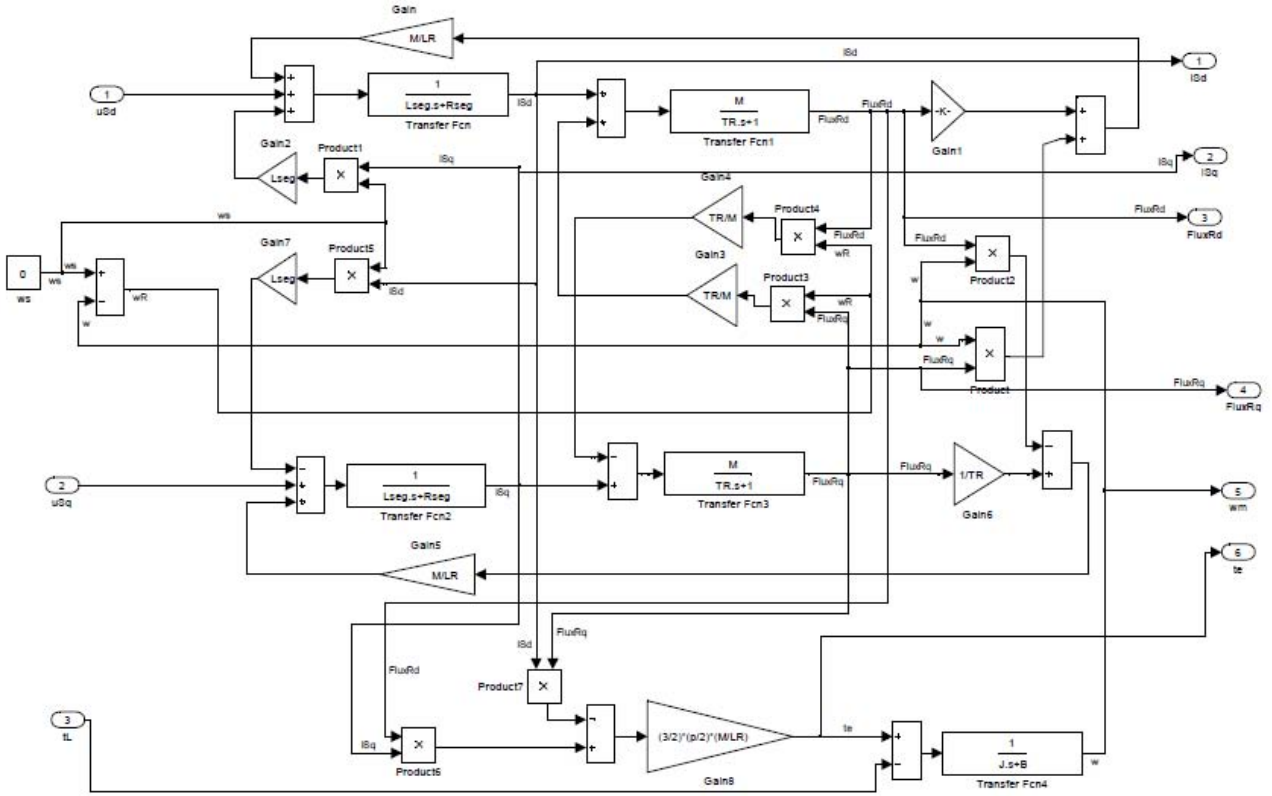 Gain
M/LR
ISd
1
ISd
1
uSd
+
+
+
1
Lseg.s+Rseg
Transfer Fcn
ISd
+
+
M
TR.s+1
Transfer Fcn1
FluxRd
FluxRd
-K-
Gain1
+
+
Gain2
Lseg
Product1
×
ISq
ISq
2
ISq
Gain4
TR/M
Product4
×
FluxRd
wR
FluxRd
3
FluxRd
ws
Gain7
Lseg
Product5
×
ISd
Gain3
TR/M
Product3
×
wR
FluxRq
FluxRd
w
×
Product2
0
ws
ws
ws
+
−
wR
w
w
w
FluxRq
×
Product
FluxRq
4
FluxRq
2
uSq
−
+
+
1
Lseg.s+Rseg
Transfer Fcn2
ISq
−
+
M
TR.s+1
Transfer Fcn3
FluxRq
FluxRq
1/TR
Gain6
−
+
5
wm
Gain5
M/LR
6
te
ISd
FluxRq
FluxRd
Product7
×
3
tL
ISq
×
Product6
-
+
(3/2)*(p/2)*(M/LR)
Gain8
te
+
−
1
J.s+B
Transfer Fcn4
w